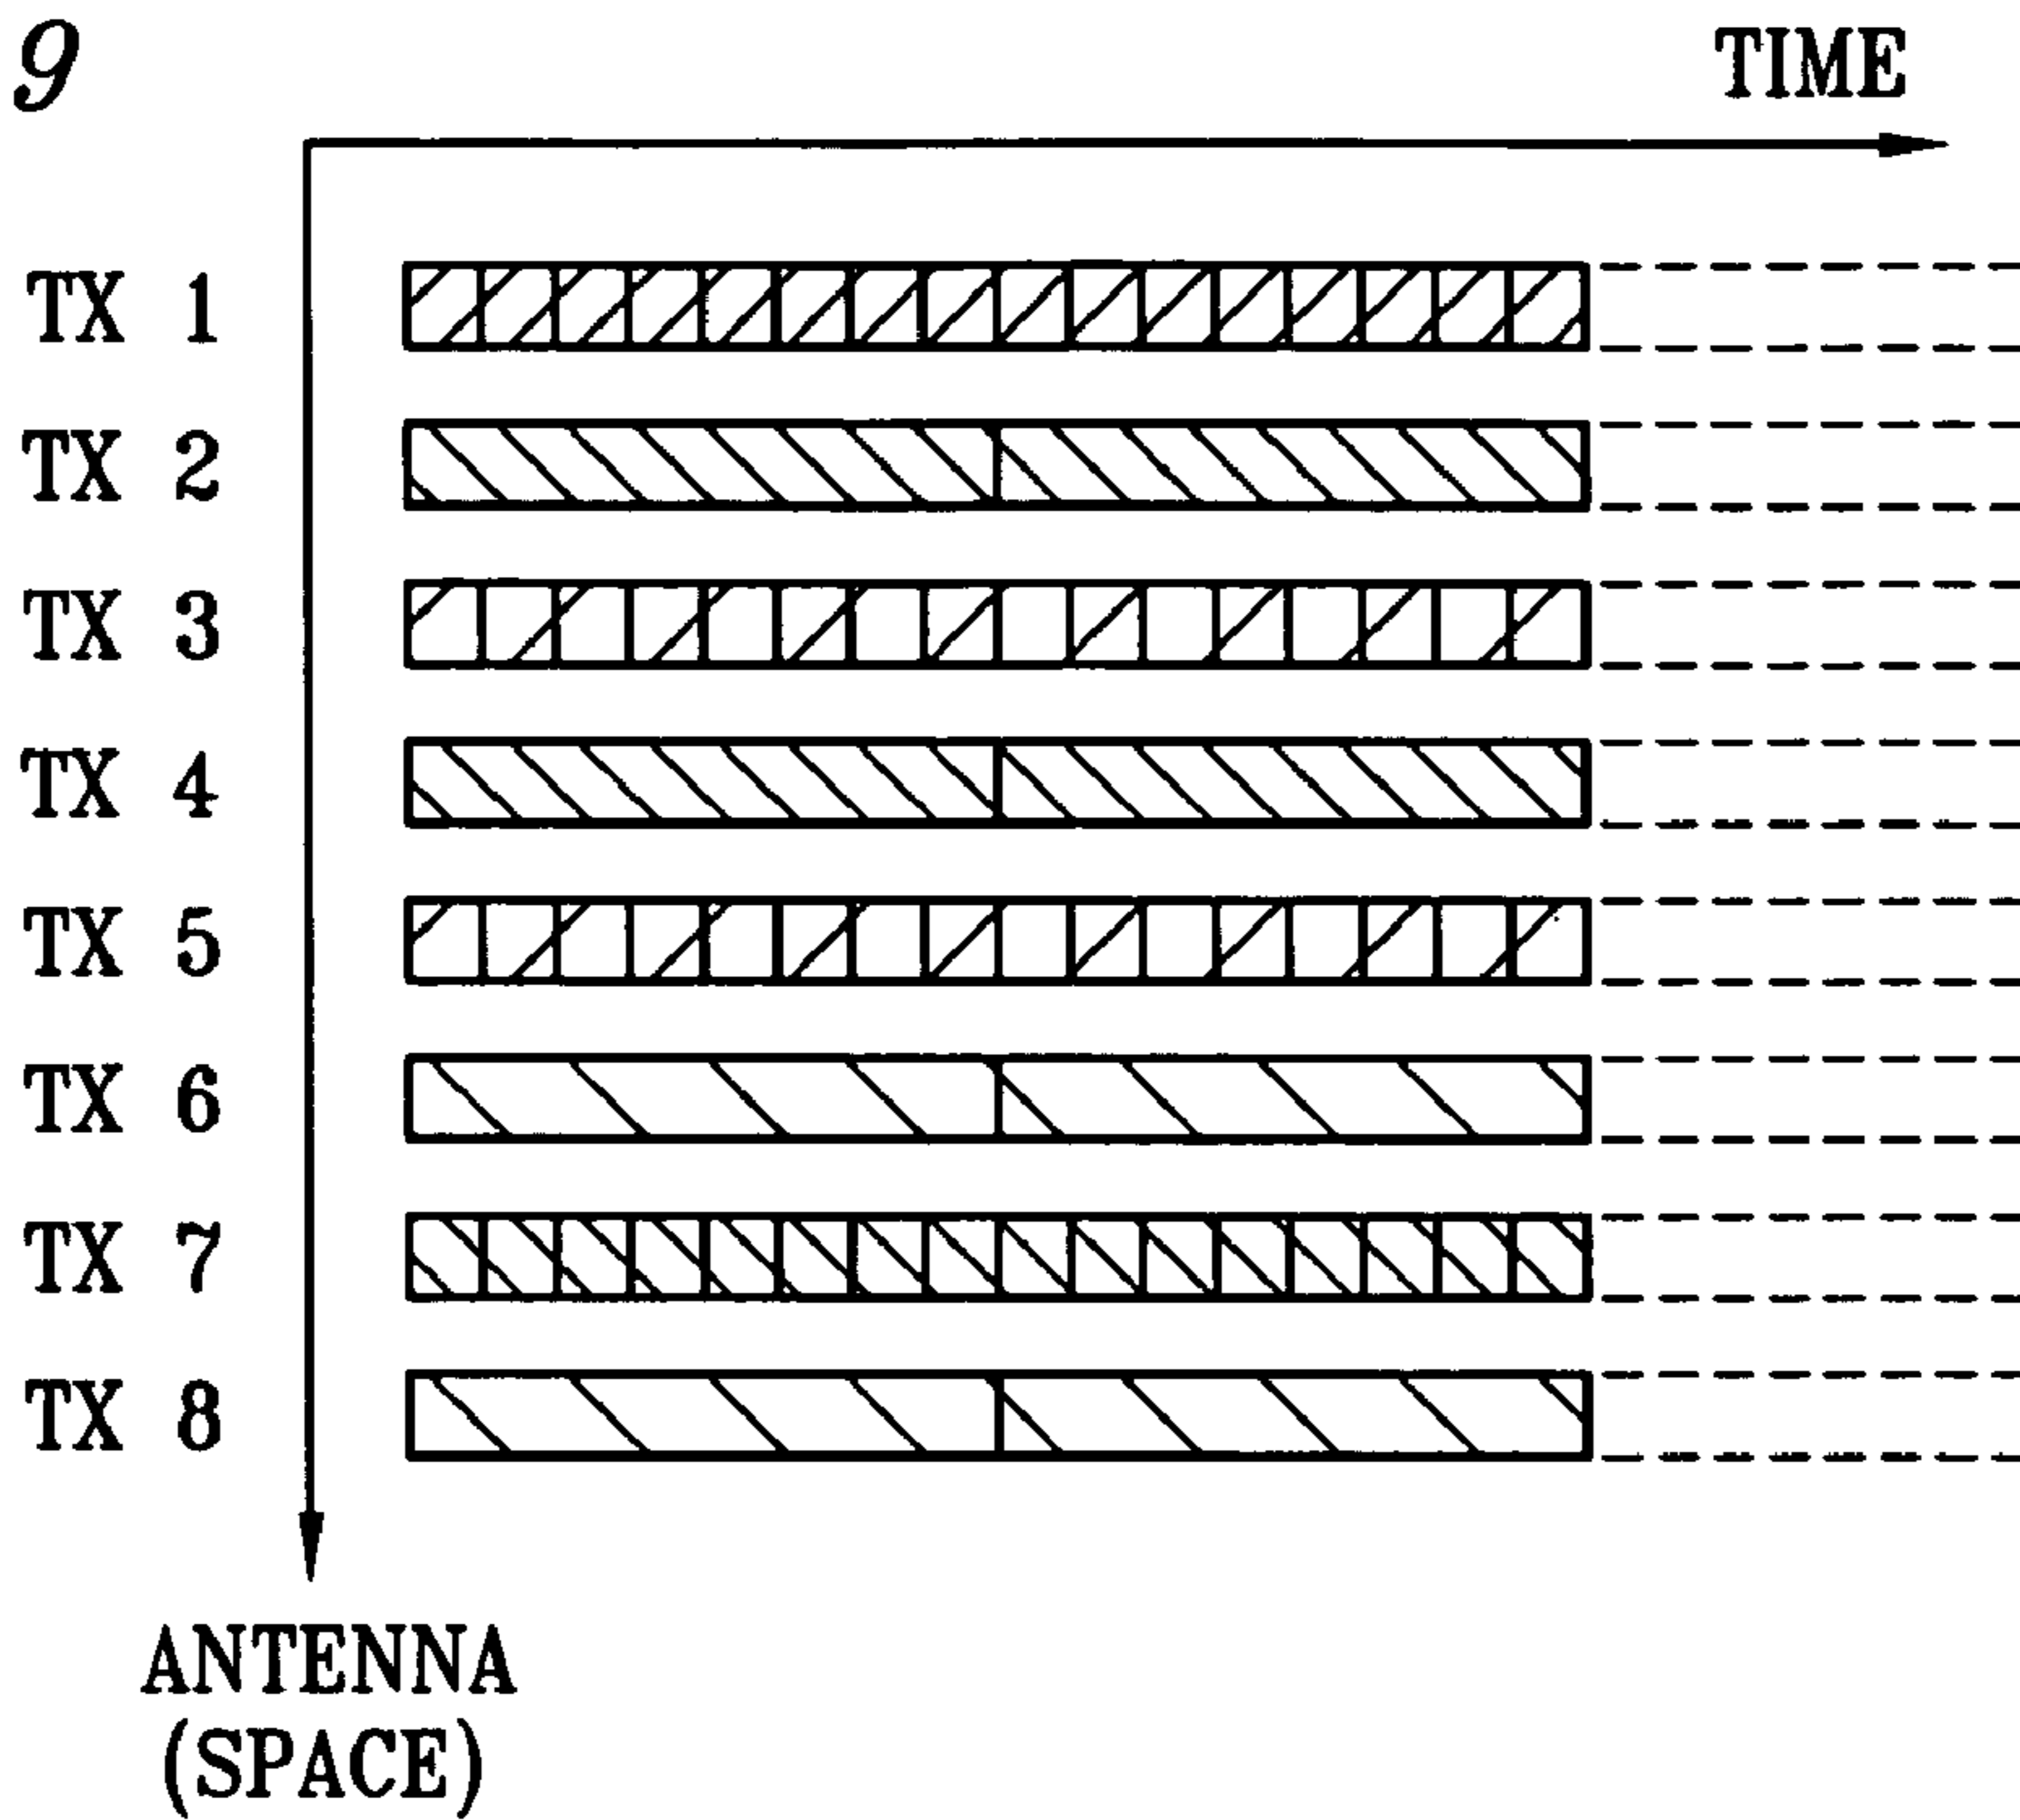 9
TIME
TX 1
TX 2
TX 3
TX 4
TX 5
TX 6
TX 7
TX 8
ANTENNA
(SPACE)